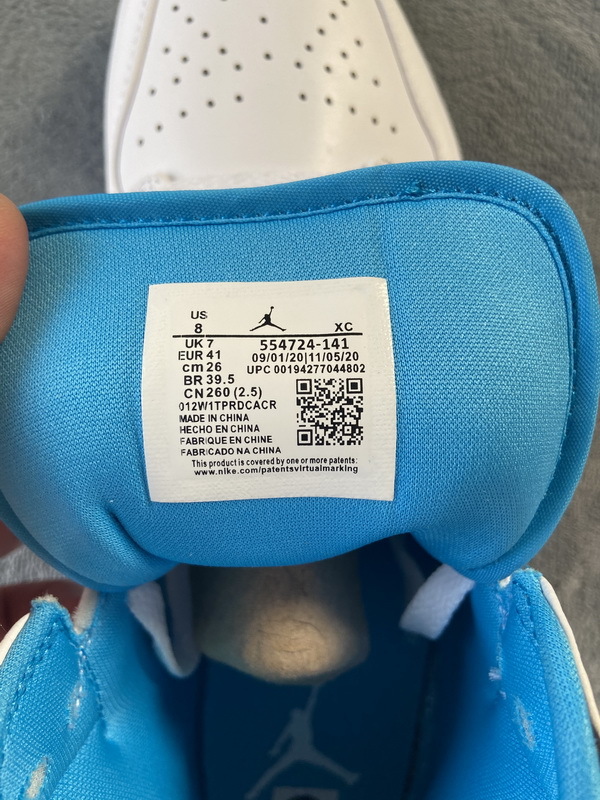 US
8 XC
UK 7 554724-141
EUR 41 09/01/20|11/05/20
cm 26 UPC 00194277044802
BR 39.5
CN 260 (2.5)
012W1TPRDCACR
MADE IN CHINA
HECHO EN CHINA
FABRIQUE EN CHINE
FABRICADO NA CHINA
This product is covered by one or more patents:
www.nike.com/patentsvirtualmarking